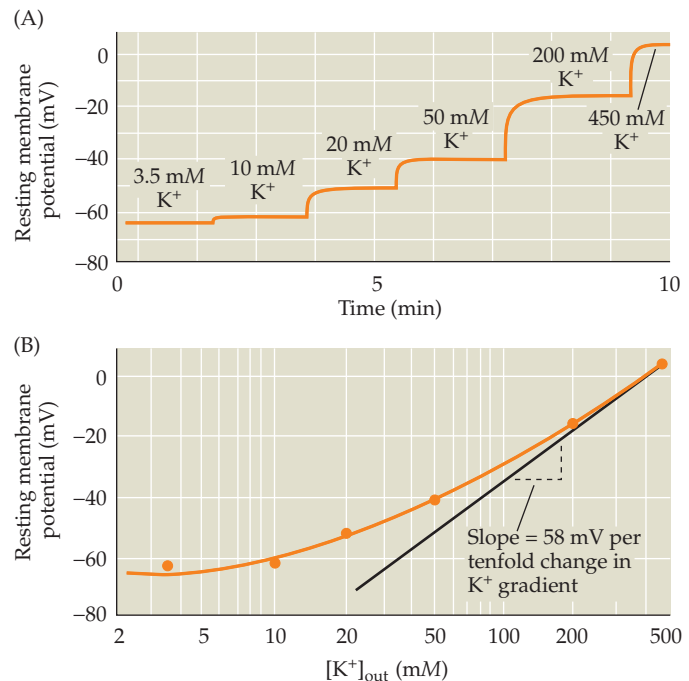 (A)
Resting membrane
potential (mV)
0
−20
−40
−60
−80
3.5 mM
K+
10 mM
K+
20 mM
K+
50 mM
K+
200 mM
K+
450 mM
K+
0
5
10
Time (min)
(B)
Resting membrane
potential (mV)
0
−20
−40
−60
−80
Slope = 58 mV per
tenfold change in
K+ gradient
2
5
10
20
50
100
200
500
[K+]out (mM)